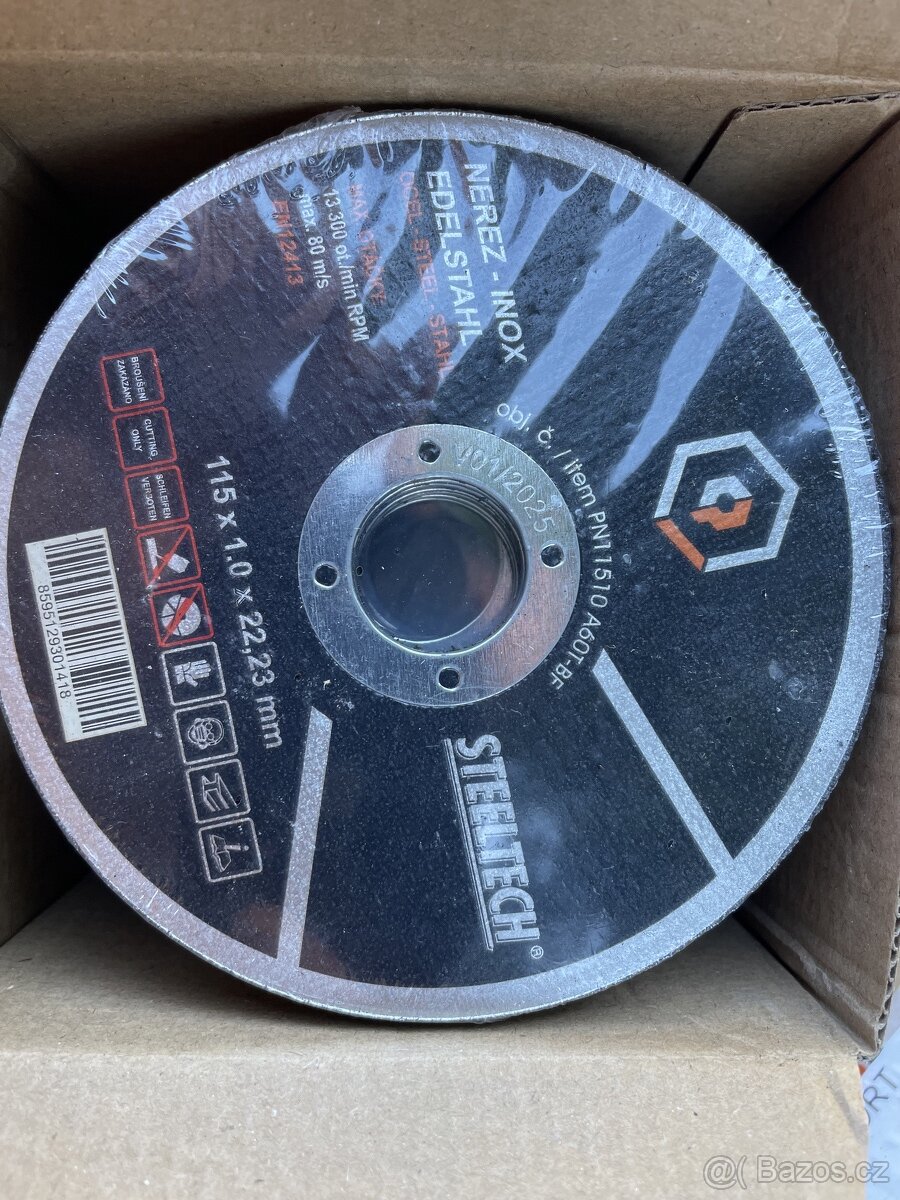 NEREZ - INOX
EDELSTAHL
OCEL - STEEL - STAHL
13 300 ot./min RPM
max. 80 m/s
EN12413
BROUŠENÍ
ZAKÁZÁNO
CUTTING
ONLY
SCHLEIFEN
VERBOTEN
115 x 1.0 x 22,23 mm
8595129301418
obj. č. / item PN11510 A60T-BF
V01/2025
STEELTECH®
@( Bazos.cz